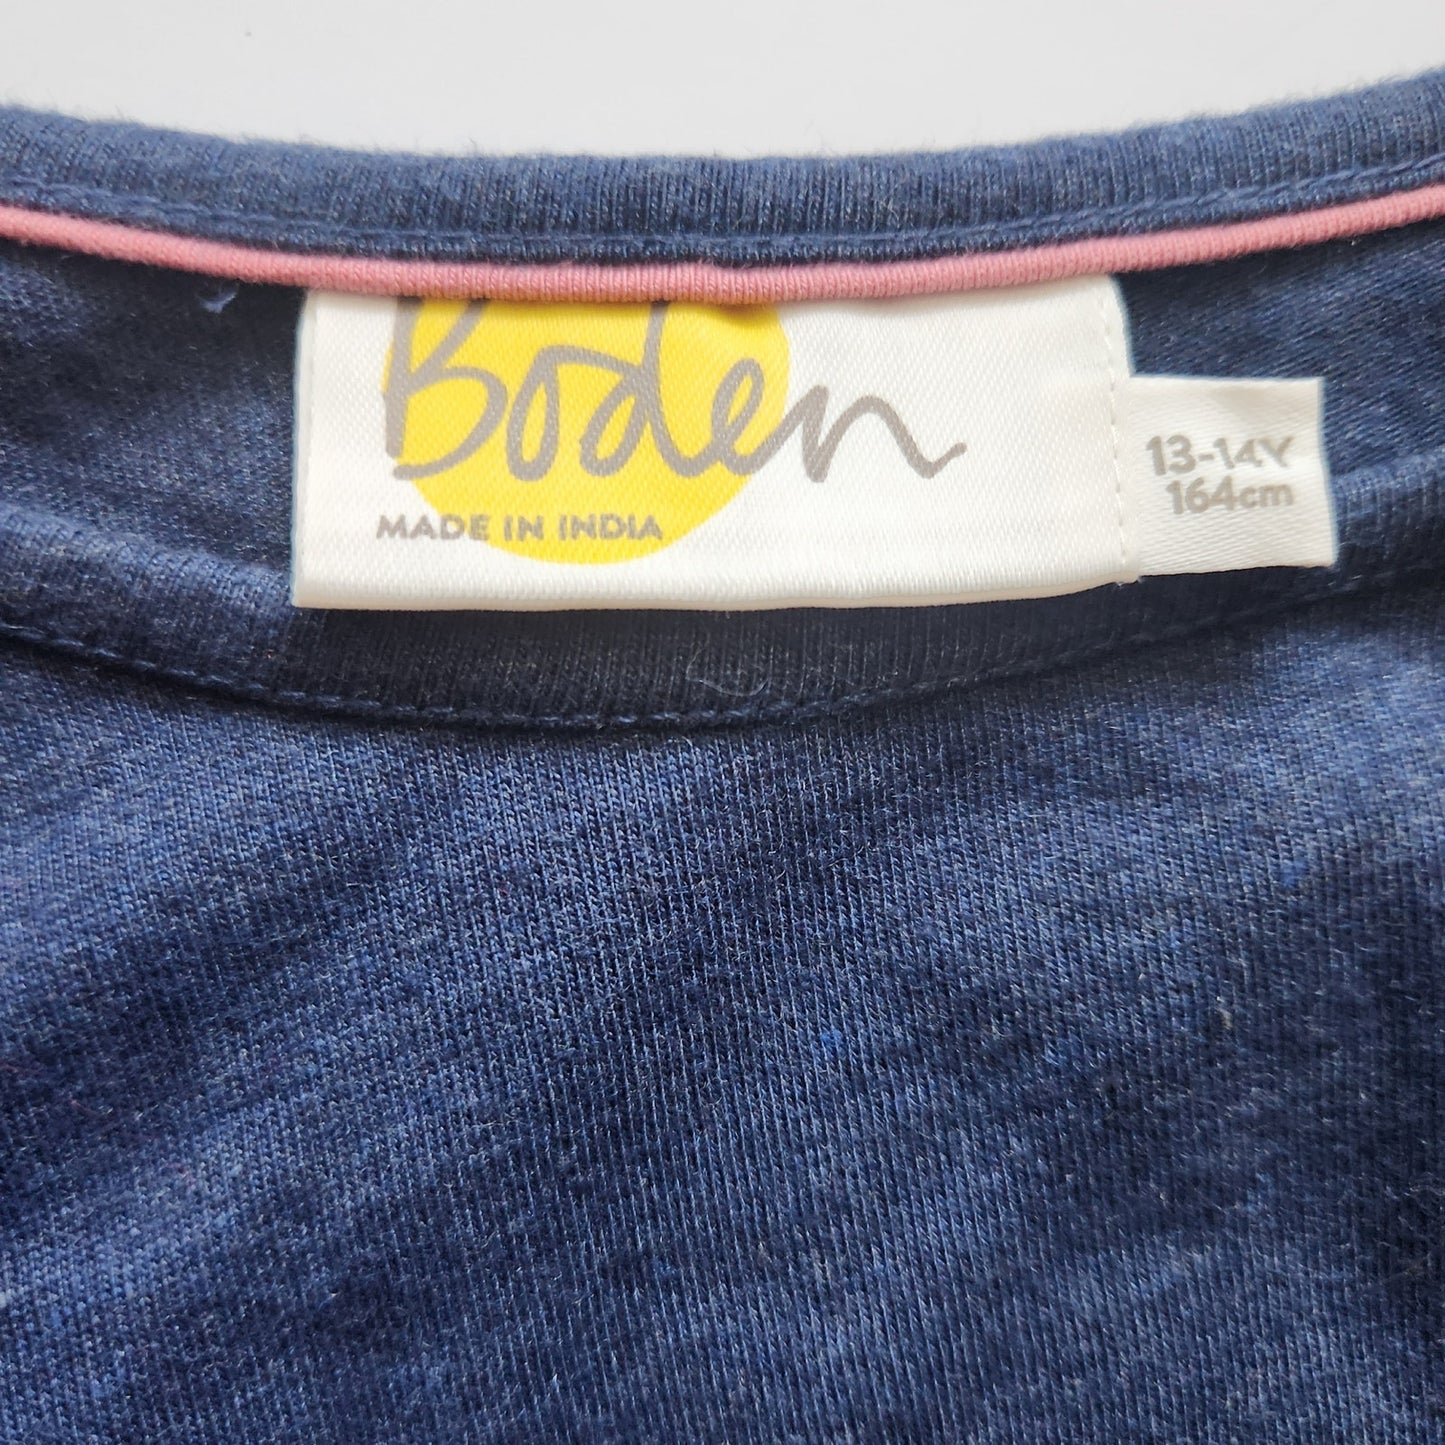 Boden
MADE IN INDIA
13-14Y
164cm